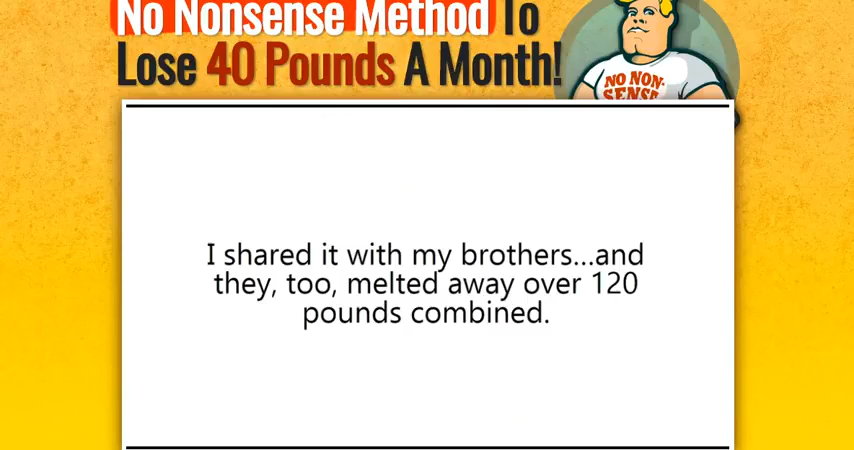 No Nonsense Method To
Lose 40 Pounds A Month!
NO NON-
SENSE
I shared it with my brothers...and
they, too, melted away over 120
pounds combined.